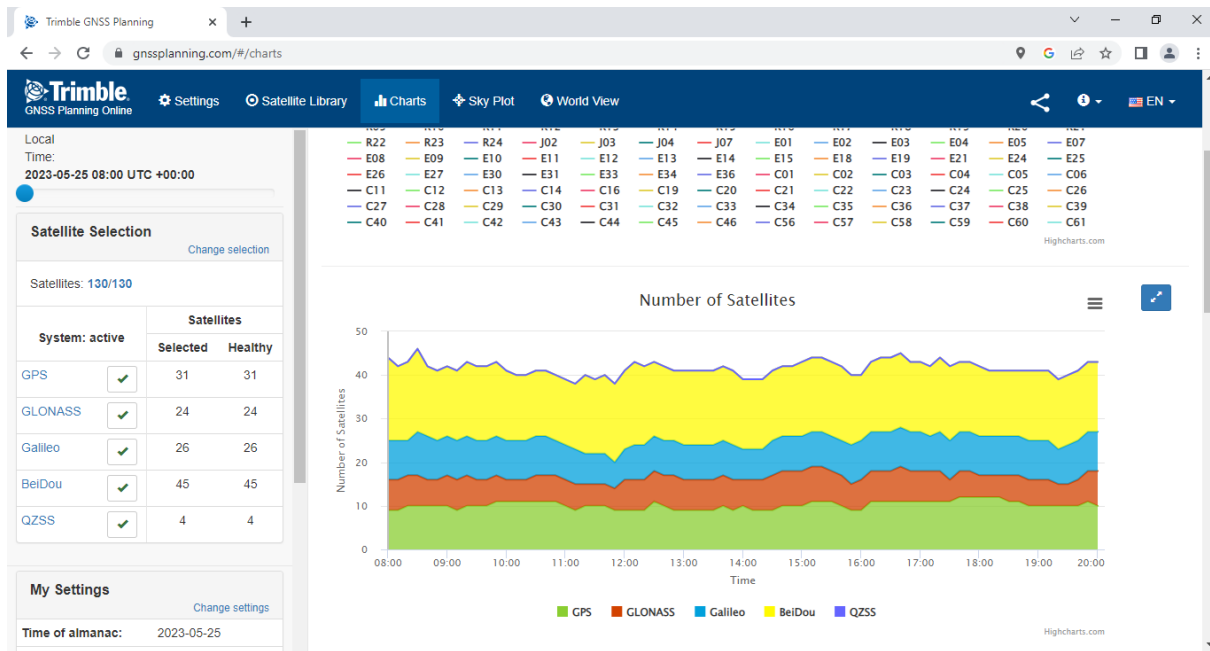 Trimble GNSS Planning
gnssplanning.com/#/charts
Trimble.
GNSS Planning Online
Settings
Satellite Library
Charts
Sky Plot
World View
EN
Local
Time:
2023-05-25 08:00 UTC +00:00
Satellite Selection
Change selection
Satellites: 130/130
System: active
Satellites
Selected Healthy
GPS 31 31
GLONASS 24 24
Galileo 26 26
BeiDou 45 45
QZSS 4 4
My Settings
Change settings
Time of almanac: 2023-05-25
R22 R23 R24 J02 J03 J04 J07 E01 E02 E03 E04 E05 E07
E08 E09 E10 E11 E12 E13 E14 E15 E18 E19 E21 E24 E25
E26 E27 E30 E31 E33 E34 E36 C01 C02 C03 C04 C05 C06
C11 C12 C13 C14 C16 C19 C20 C21 C22 C23 C24 C25 C26
C27 C28 C29 C30 C31 C32 C33 C34 C35 C36 C37 C38 C39
C40 C41 C42 C43 C44 C45 C46 C56 C57 C58 C59 C60 C61
Highcharts.com
Number of Satellites
Number of Satellites
50
40
30
20
10
0
08:00 09:00 10:00 11:00 12:00 13:00 14:00 15:00 16:00 17:00 18:00 19:00 20:00
Time
GPS GLONASS Galileo BeiDou QZSS
Highcharts.com